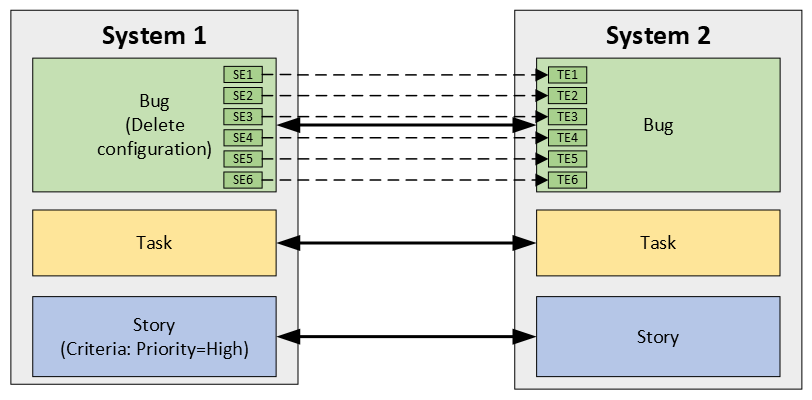 System 1
System 2
Bug
(Delete
configuration)
SE1
SE2
SE3
SE4
SE5
SE6
TE1
TE2
TE3
TE4
TE5
TE6
Bug
Task
Task
Story
(Criteria: Priority=High)
Story